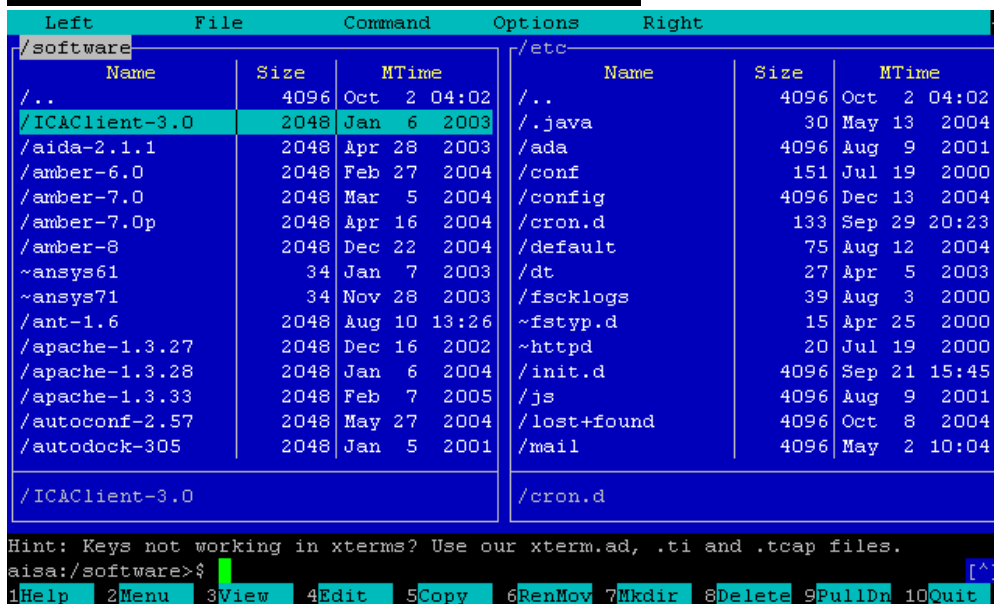 Left File Command Options Right
/software /etc
Name Size MTime Name Size MTime
/.. 4096 Oct 2 04:02 /.. 4096 Oct 2 04:02
/ICAClient-3.0 2048 Jan 6 2003 /.java 30 May 13 2004
/aida-2.1.1 2048 Apr 28 2003 /ada 4096 Aug 9 2001
/amber-6.0 2048 Feb 27 2004 /conf 151 Jul 19 2000
/amber-7.0 2048 Mar 5 2004 /config 4096 Dec 13 2004
/amber-7.0p 2048 Apr 16 2004 /cron.d 133 Sep 29 20:23
/amber-8 2048 Dec 22 2004 /default 75 Aug 12 2004
~ansys61 34 Jan 7 2003 /dt 27 Apr 5 2003
~ansys71 34 Nov 28 2003 /fscklogs 39 Aug 3 2000
/ant-1.6 2048 Aug 10 13:26 ~fstyp.d 15 Apr 25 2000
/apache-1.3.27 2048 Dec 16 2002 ~httpd 20 Jul 19 2000
/apache-1.3.28 2048 Jan 6 2004 /init.d 4096 Sep 21 15:45
/apache-1.3.33 2048 Feb 7 2005 /js 4096 Aug 9 2001
/autoconf-2.57 2048 May 27 2004 /lost+found 4096 Oct 8 2004
/autodock-305 2048 Jan 5 2001 /mail 4096 May 2 10:04
/ICAClient-3.0 /cron.d
Hint: Keys not working in xterms? Use our xterm.ad, .ti and .tcap files.
aisa:/software>$ [^]
1Help 2Menu 3View 4Edit 5Copy 6RenMov 7Mkdir 8Delete 9PullDn 10Quit